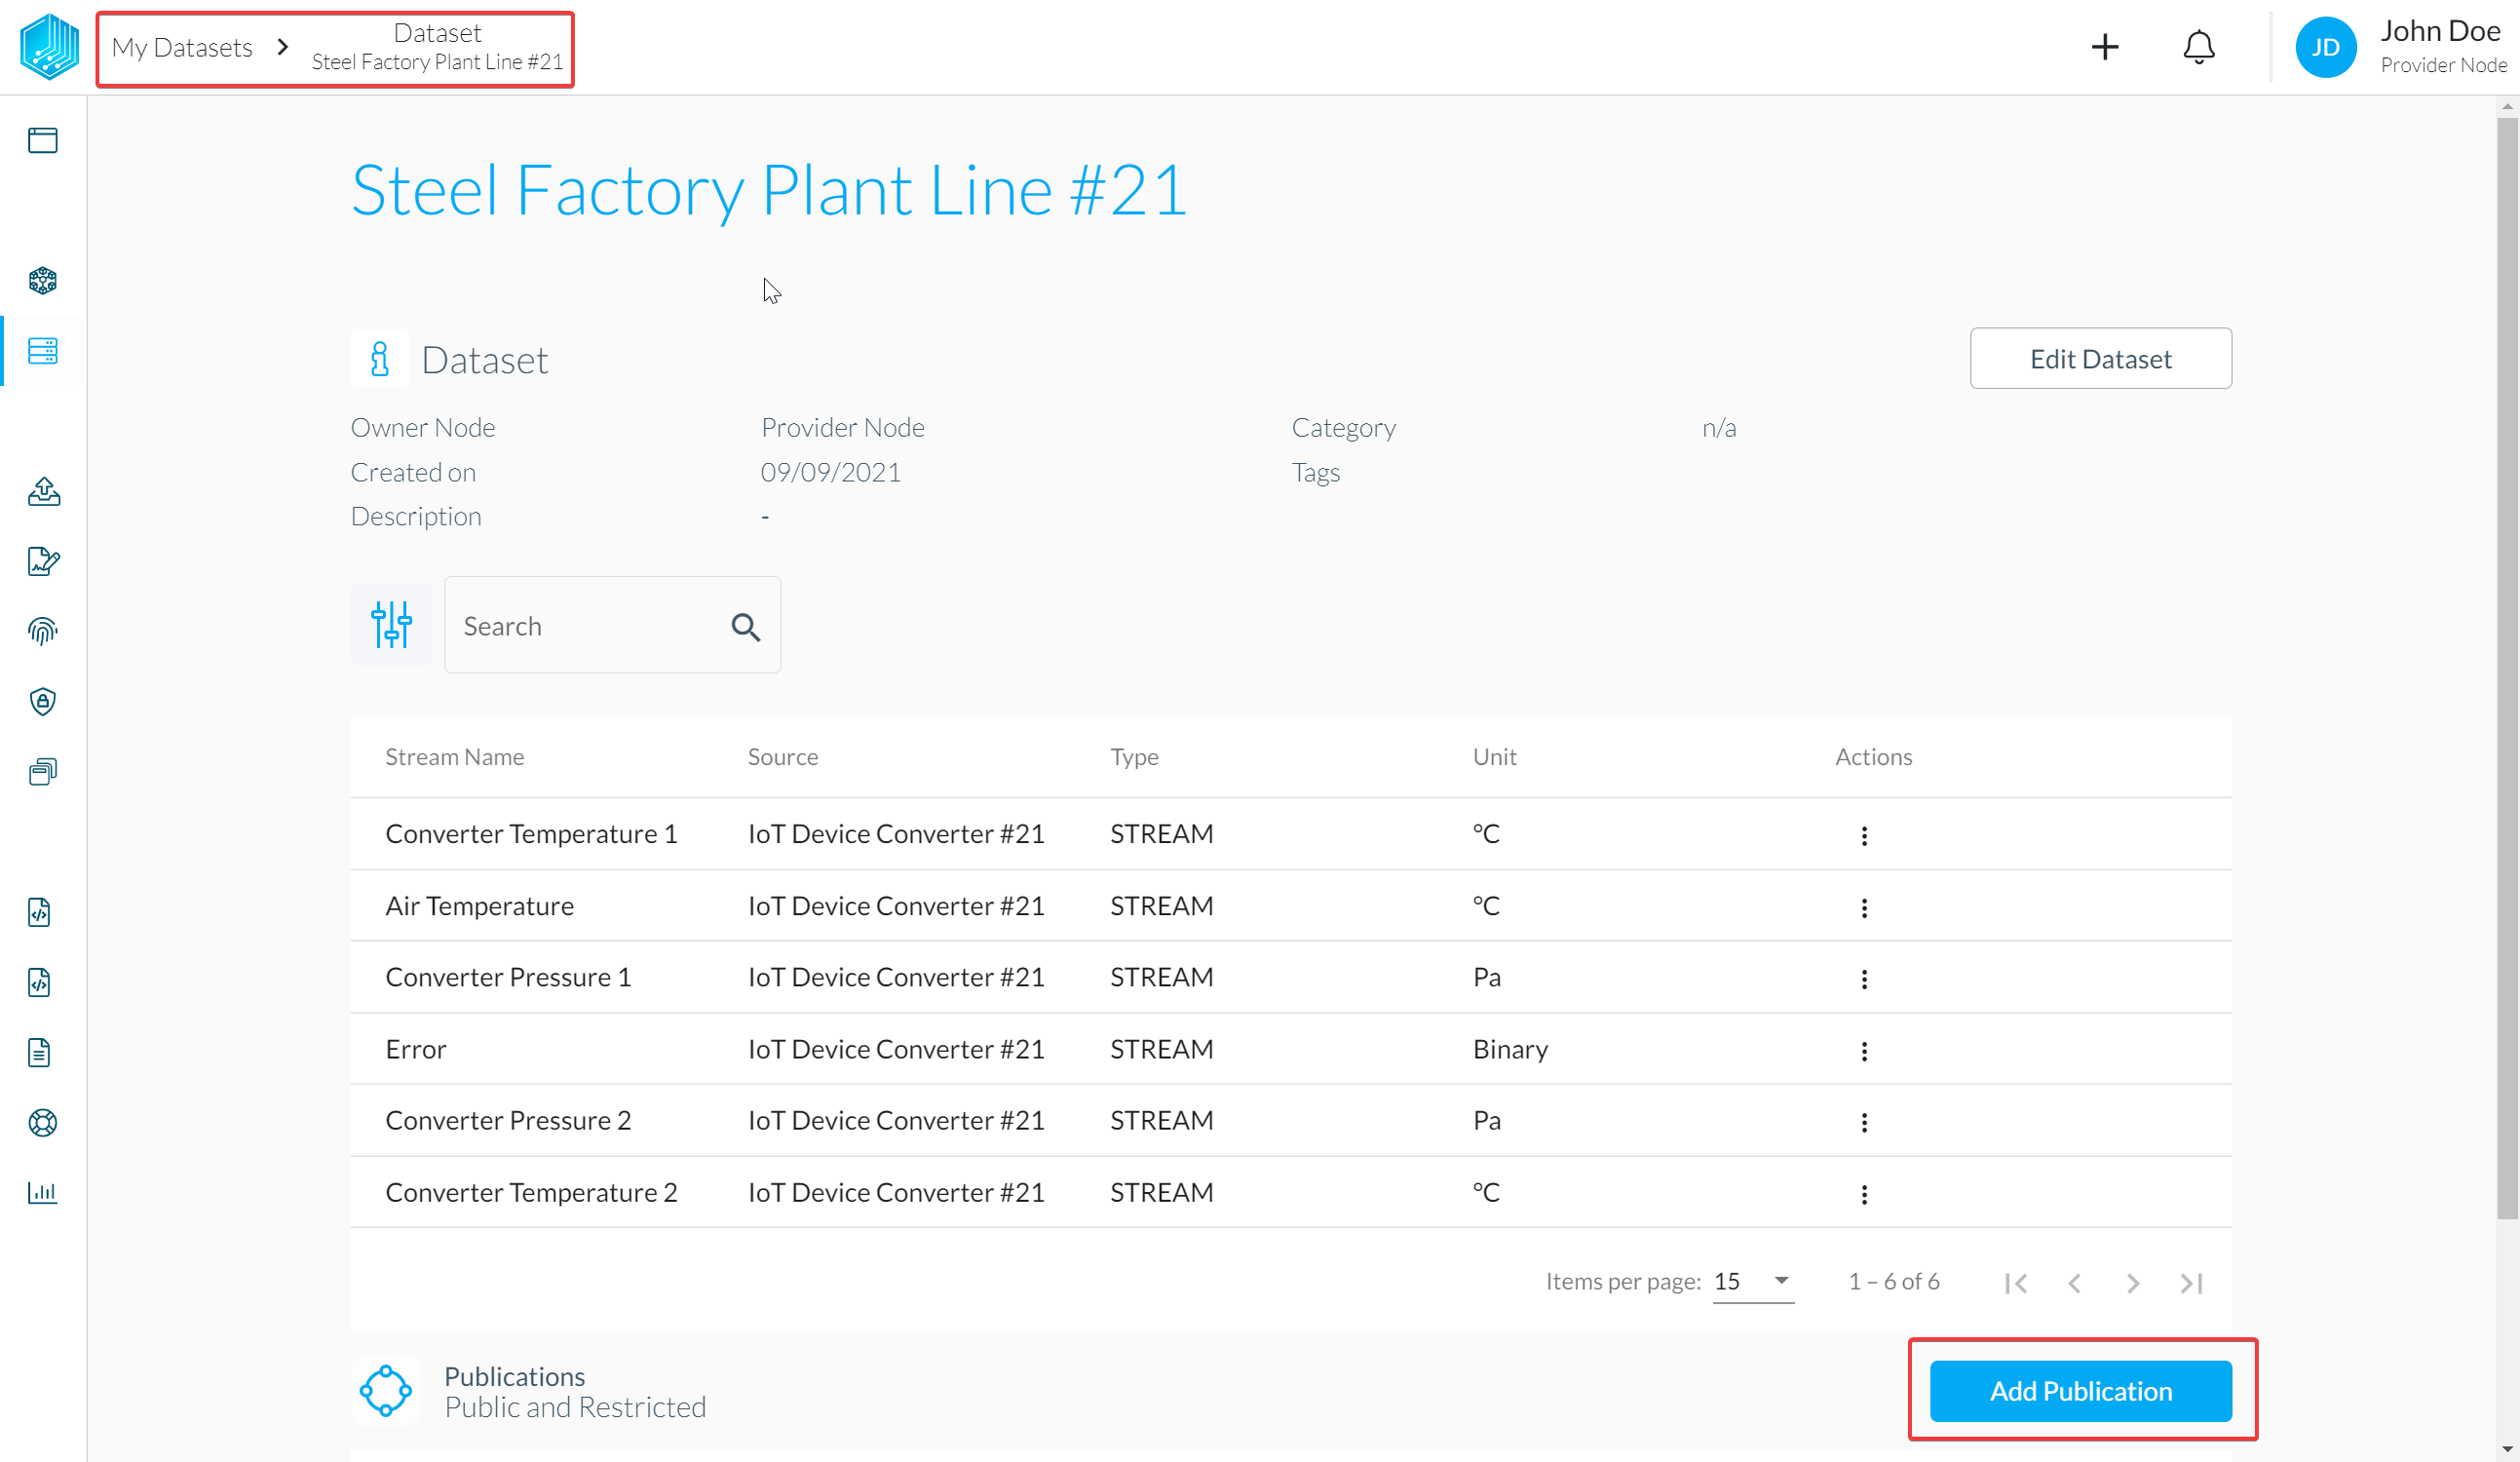 My Datasets
Dataset
Steel Factory Plant Line #21
JD
John Doe
Provider Node
Steel Factory Plant Line #21
Dataset
Edit Dataset
Owner Node Provider Node Category n/a
Created on 09/09/2021 Tags
Description -
Search
Stream Name Source Type Unit Actions
Converter Temperature 1 IoT Device Converter #21 STREAM °C
Air Temperature IoT Device Converter #21 STREAM °C
Converter Pressure 1 IoT Device Converter #21 STREAM Pa
Error IoT Device Converter #21 STREAM Binary
Converter Pressure 2 IoT Device Converter #21 STREAM Pa
Converter Temperature 2 IoT Device Converter #21 STREAM °C
Items per page: 15 1 – 6 of 6
Publications
Public and Restricted
Add Publication